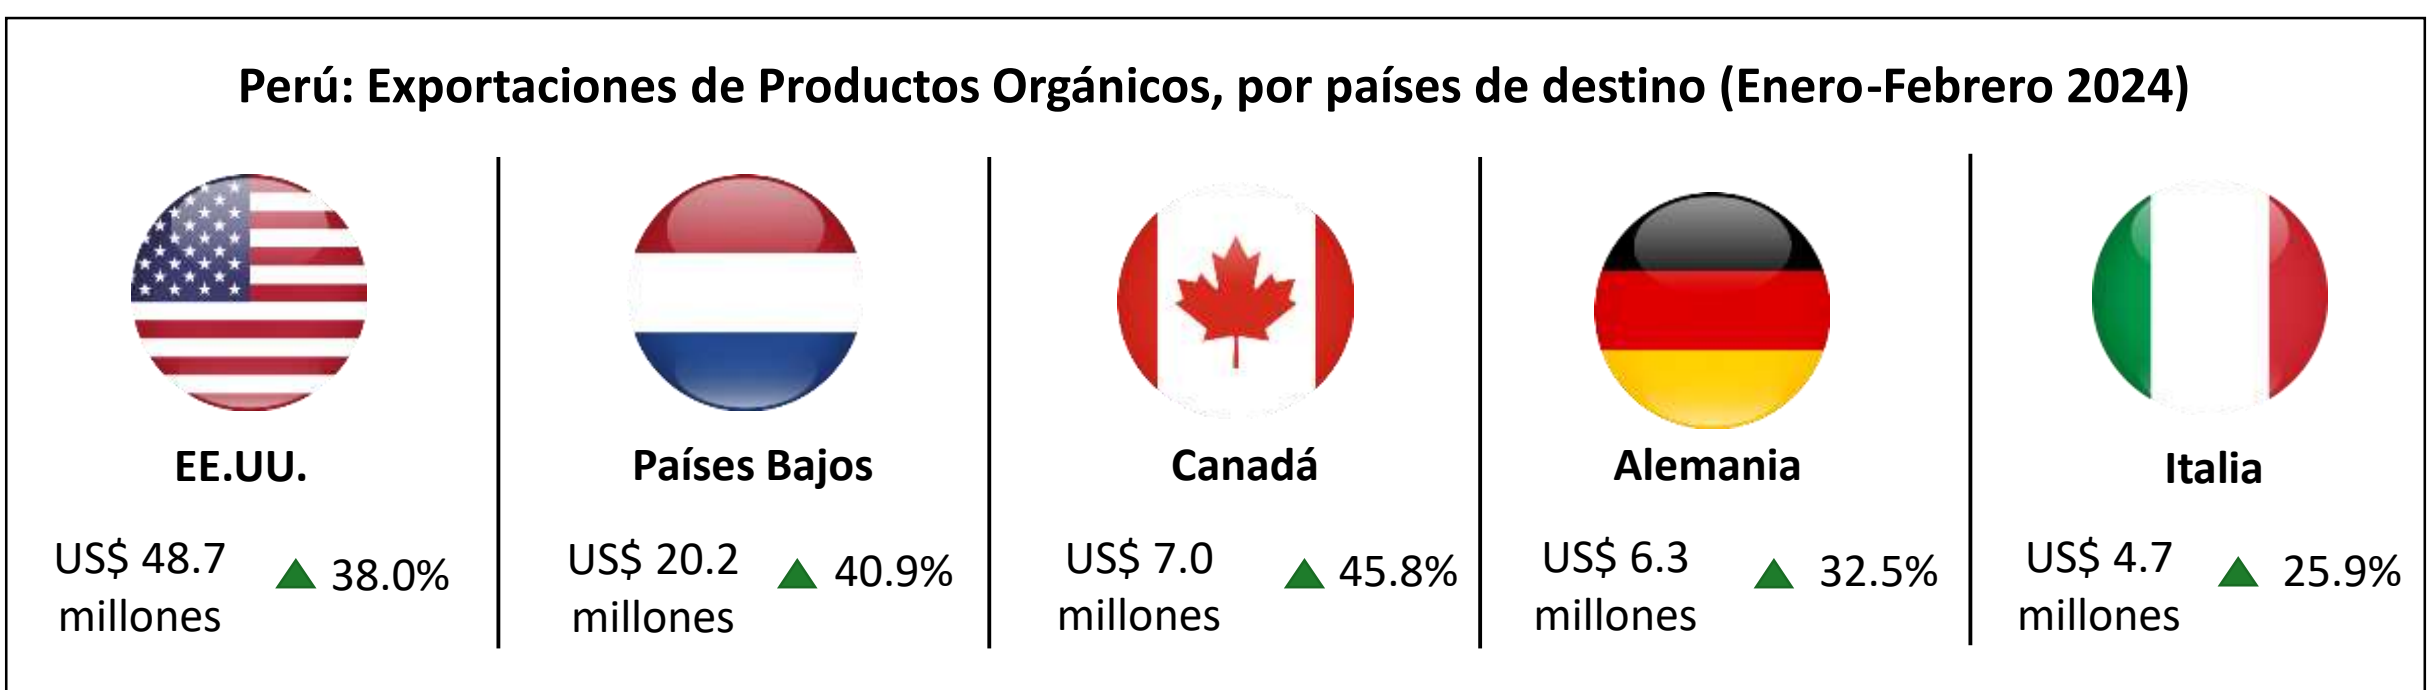 Perú: Exportaciones de Productos Orgánicos, por países de destino (Enero-Febrero 2024)
EE.UU.
US$ 48.7
millones
38.0%
Países Bajos
US$ 20.2
millones
40.9%
Canadá
US$ 7.0
millones
45.8%
Alemania
US$ 6.3
millones
32.5%
Italia
US$ 4.7
millones
25.9%